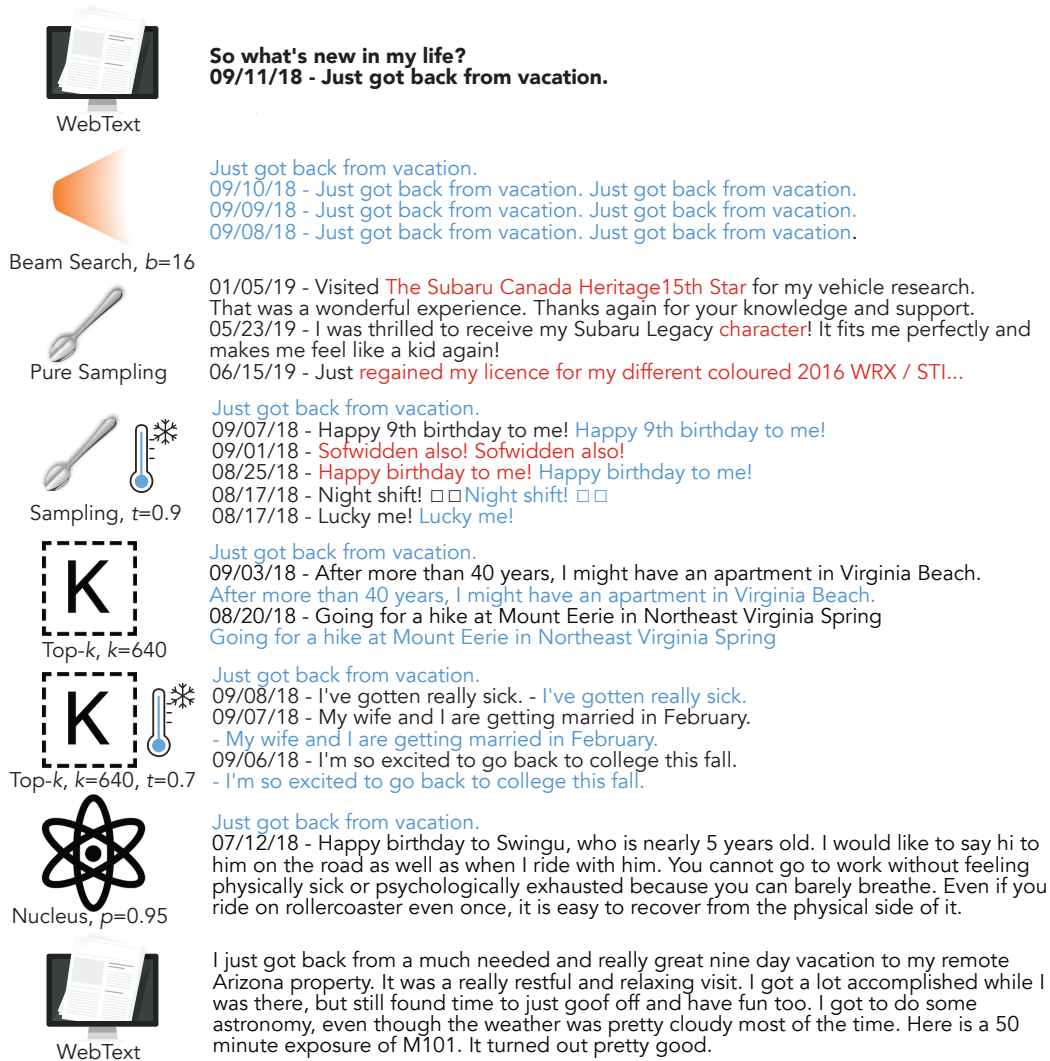 So what's new in my life?
09/11/18 - Just got back from vacation.
WebText
Just got back from vacation.
09/10/18 - Just got back from vacation. Just got back from vacation.
09/09/18 - Just got back from vacation. Just got back from vacation.
09/08/18 - Just got back from vacation. Just got back from vacation.
Beam Search, b=16
01/05/19 - Visited The Subaru Canada Heritage15th Star for my vehicle research.
That was a wonderful experience. Thanks again for your knowledge and support.
05/23/19 - I was thrilled to receive my Subaru Legacy character! It fits me perfectly and
makes me feel like a kid again!
06/15/19 - Just regained my licence for my different coloured 2016 WRX / STI...
Pure Sampling
Just got back from vacation.
09/07/18 - Happy 9th birthday to me! Happy 9th birthday to me!
09/01/18 - Sofwidden also! Sofwidden also!
08/25/18 - Happy birthday to me! Happy birthday to me!
08/17/18 - Night shift! □□Night shift! □□
08/17/18 - Lucky me! Lucky me!
Sampling, t=0.9
Just got back from vacation.
09/03/18 - After more than 40 years, I might have an apartment in Virginia Beach.
After more than 40 years, I might have an apartment in Virginia Beach.
08/20/18 - Going for a hike at Mount Eerie in Northeast Virginia Spring
Going for a hike at Mount Eerie in Northeast Virginia Spring
K
Top-k, k=640
Just got back from vacation.
09/08/18 - I've gotten really sick. - I've gotten really sick.
09/07/18 - My wife and I are getting married in February.
- My wife and I are getting married in February.
09/06/18 - I'm so excited to go back to college this fall.
- I'm so excited to go back to college this fall.
K
Top-k, k=640, t=0.7
Just got back from vacation.
07/12/18 - Happy birthday to Swingu, who is nearly 5 years old. I would like to say hi to
him on the road as well as when I ride with him. You cannot go to work without feeling
physically sick or psychologically exhausted because you can barely breathe. Even if you
ride on rollercoaster even once, it is easy to recover from the physical side of it.
Nucleus, p=0.95
I just got back from a much needed and really great nine day vacation to my remote
Arizona property. It was a really restful and relaxing visit. I got a lot accomplished while I
was there, but still found time to just goof off and have fun too. I got to do some
astronomy, even though the weather was pretty cloudy most of the time. Here is a 50
minute exposure of M101. It turned out pretty good.
WebText